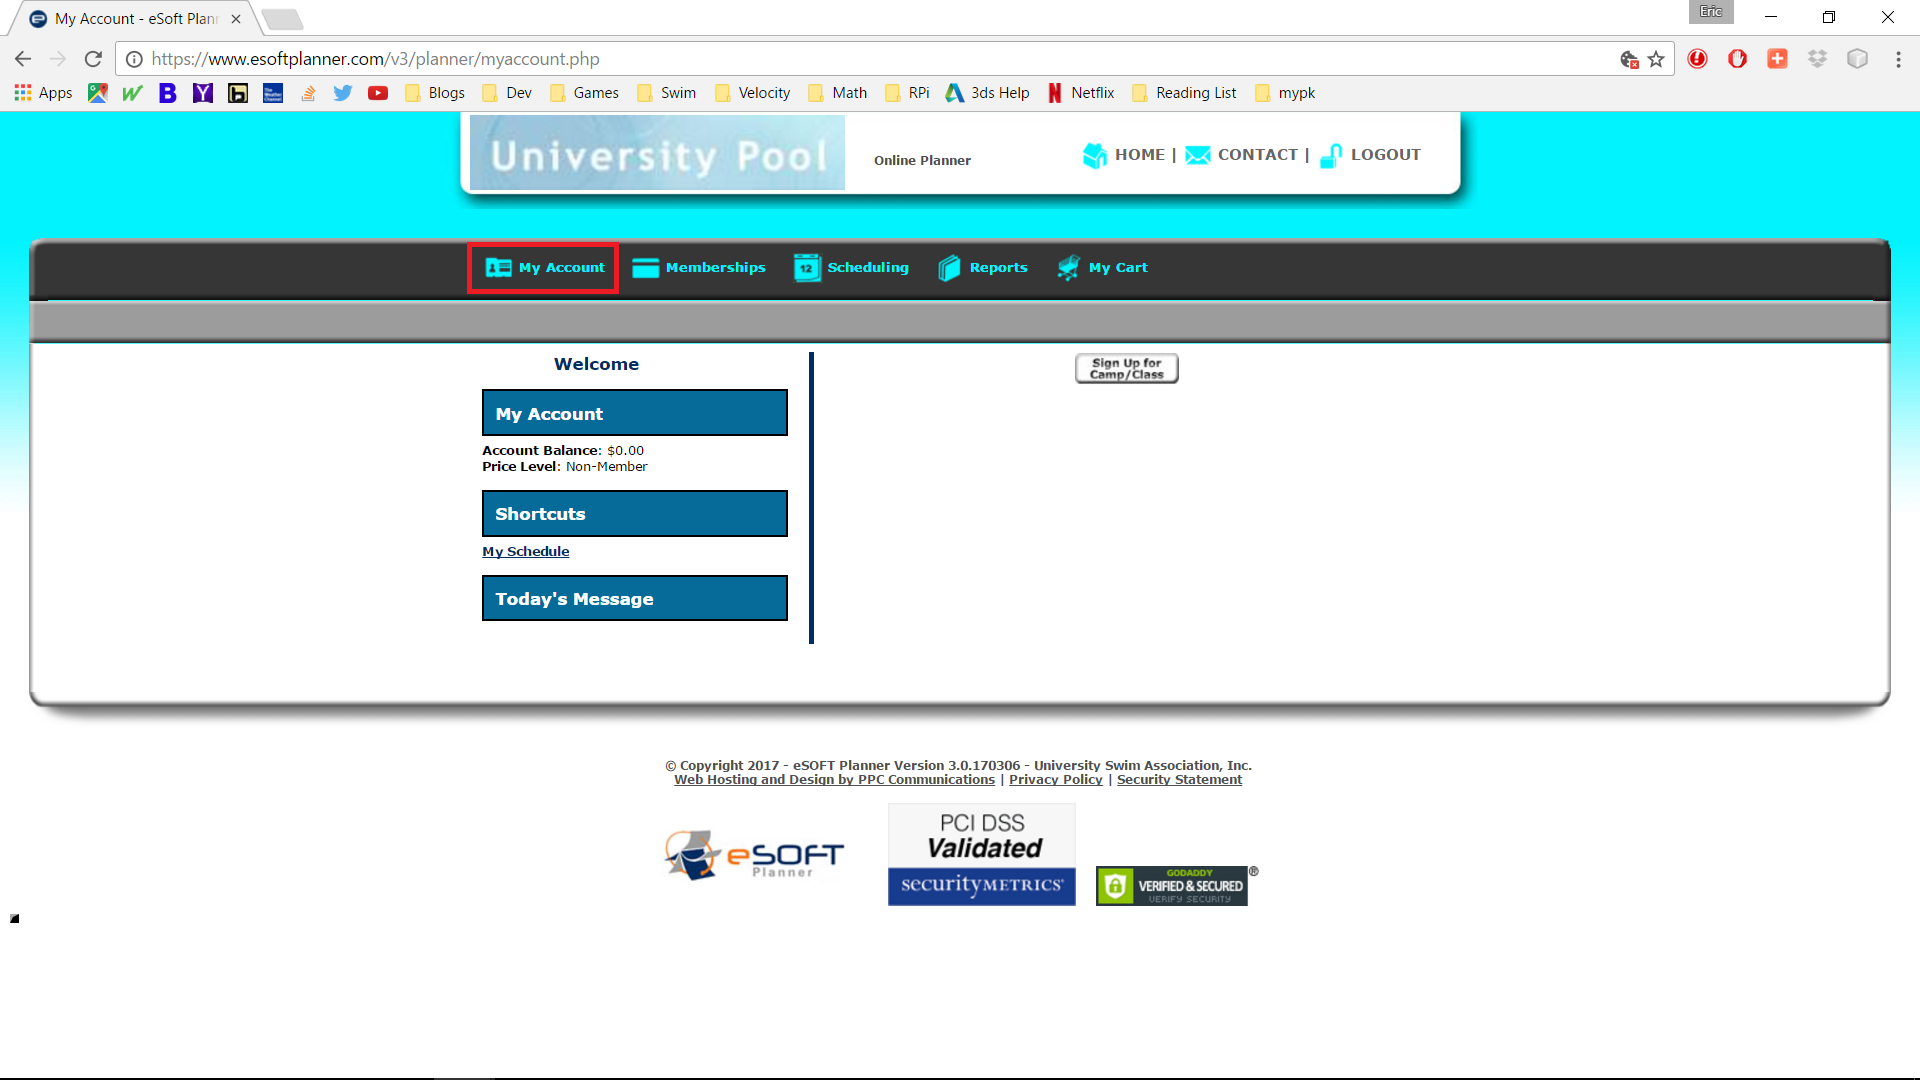 My Account - eSoft Plann
Eric
https://www.esoftplanner.com/v3/planner/myaccount.php
Apps Blogs Dev Games Swim Velocity Math RPi 3ds Help Netflix Reading List mypk
University Pool
Online Planner
HOME | CONTACT | LOGOUT
My Account Memberships 12 Scheduling Reports My Cart
Welcome
My Account
Account Balance: $0.00
Price Level: Non-Member
Shortcuts
My Schedule
Today's Message
Sign Up for
Camp/Class
© Copyright 2017 - eSOFT Planner Version 3.0.170306 - University Swim Association, Inc.
Web Hosting and Design by PPC Communications | Privacy Policy | Security Statement
eSOFT
Planner
PCI DSS
Validated
securityMETRICS®
GODADDY
VERIFIED & SECURED
VERIFY SECURITY
®